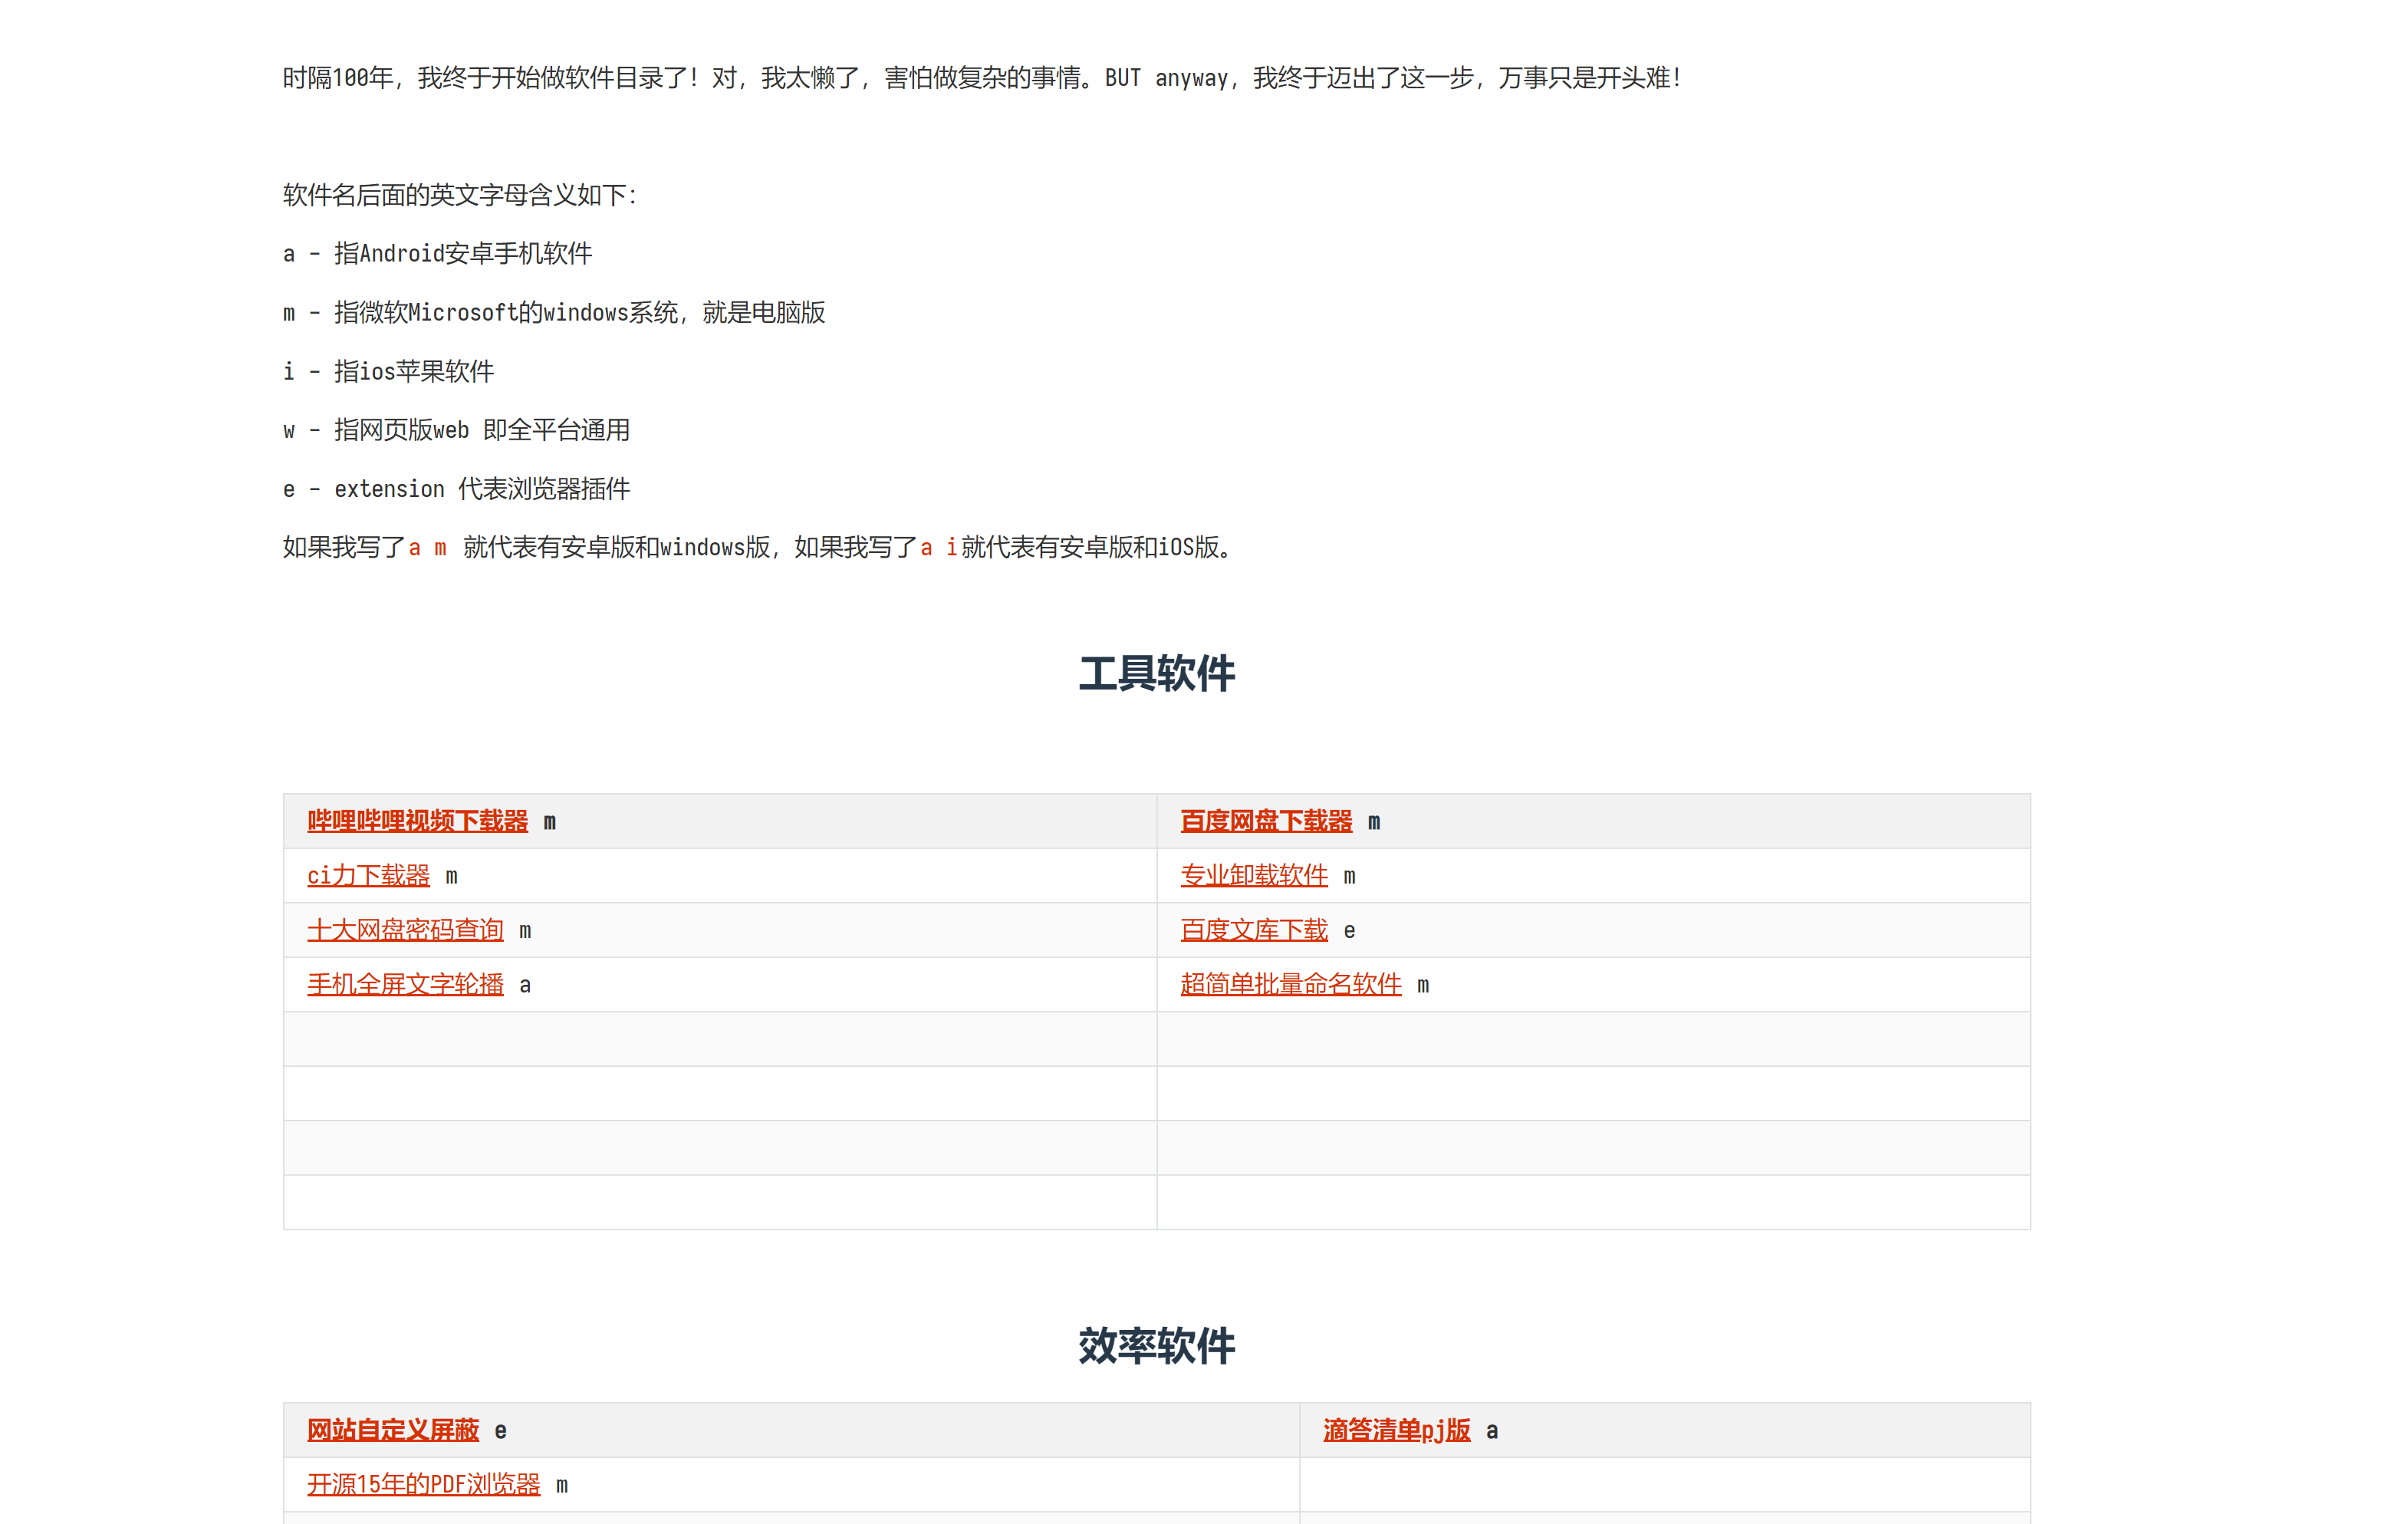 时隔100年，我终于开始做软件目录了！对，我太懒了，害怕做复杂的事情。BUT anyway，我终于迈出了这一步，万事只是开头难！
软件名后面的英文字母含义如下：
a - 指Android安卓手机软件
m - 指微软Microsoft的windows系统，就是电脑版
i - 指ios苹果软件
w - 指网页版web 即全平台通用
e - extension 代表浏览器插件
如果我写了a m 就代表有安卓版和windows版，如果我写了a i就代表有安卓版和iOS版。
工具软件
哔哩哔哩视频下载器 m 百度网盘下载器 m
ci力下载器 m 专业卸载软件 m
十大网盘密码查询 m 百度文库下载 e
手机全屏文字轮播 a 超简单批量命名软件 m
效率软件
网站自定义屏蔽 e 滴答清单pj版 a
开源15年的PDF浏览器 m